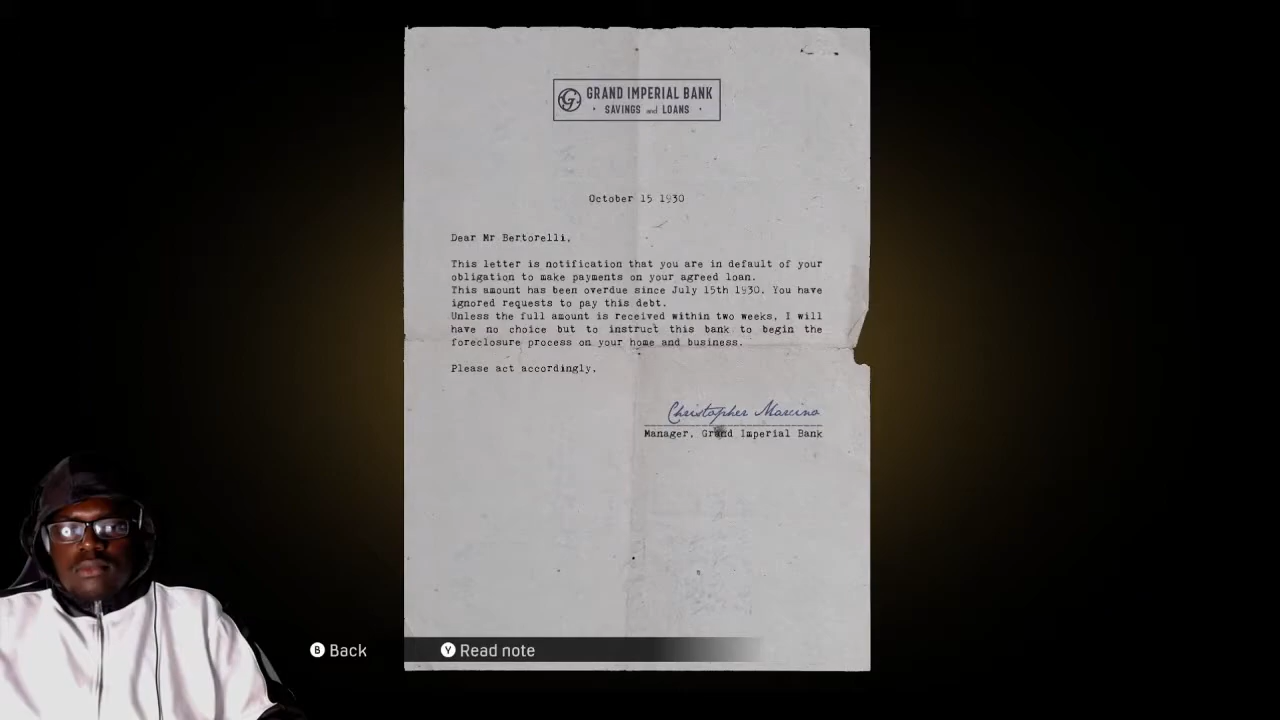 GRAND IMPERIAL BANK
· SAVINGS and LOANS ·
October 15 1930
Dear Mr Bertorelli,
This letter is notification that you are in default of your
obligation to make payments on your agreed loan.
This amount has been overdue since July 15th 1930. You have
ignored requests to pay this debt.
Unless the full amount is received within two weeks, I will
have no choice but to instruct this bank to begin the
foreclosure process on your home and business.
Please act accordingly.
Christopher Marcino
Manager, Grand Imperial Bank
B Back
Y Read note